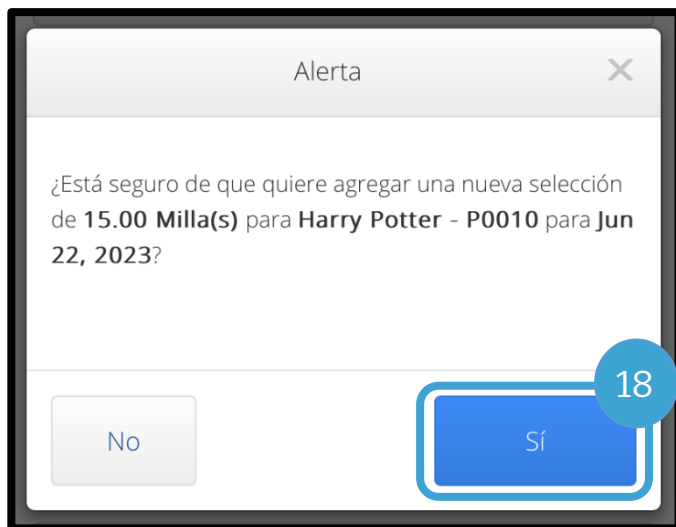 Alerta
¿Está seguro de que quiere agregar una nueva selección
de 15.00 Milla(s) para Harry Potter - P0010 para Jun
22, 2023?
18
No
Sí